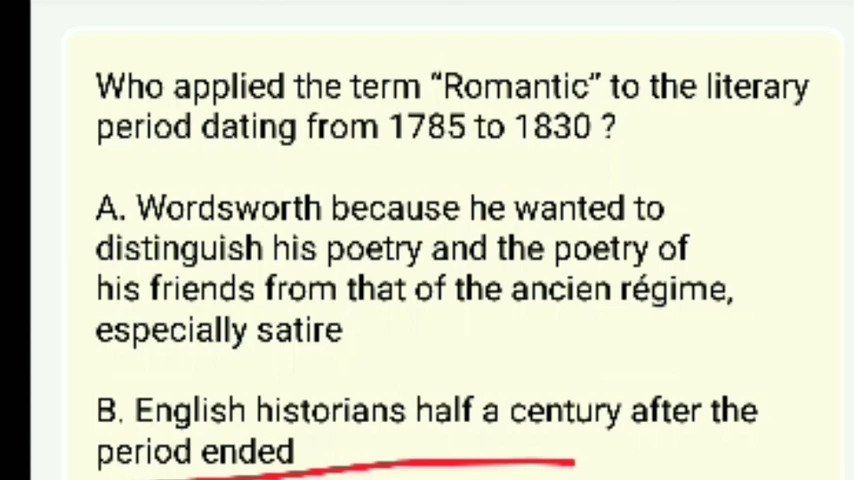 Who applied the term “Romantic” to the literary
period dating from 1785 to 1830 ?
A. Wordsworth because he wanted to
distinguish his poetry and the poetry of
his friends from that of the ancien régime,
especially satire
B. English historians half a century after the
period ended